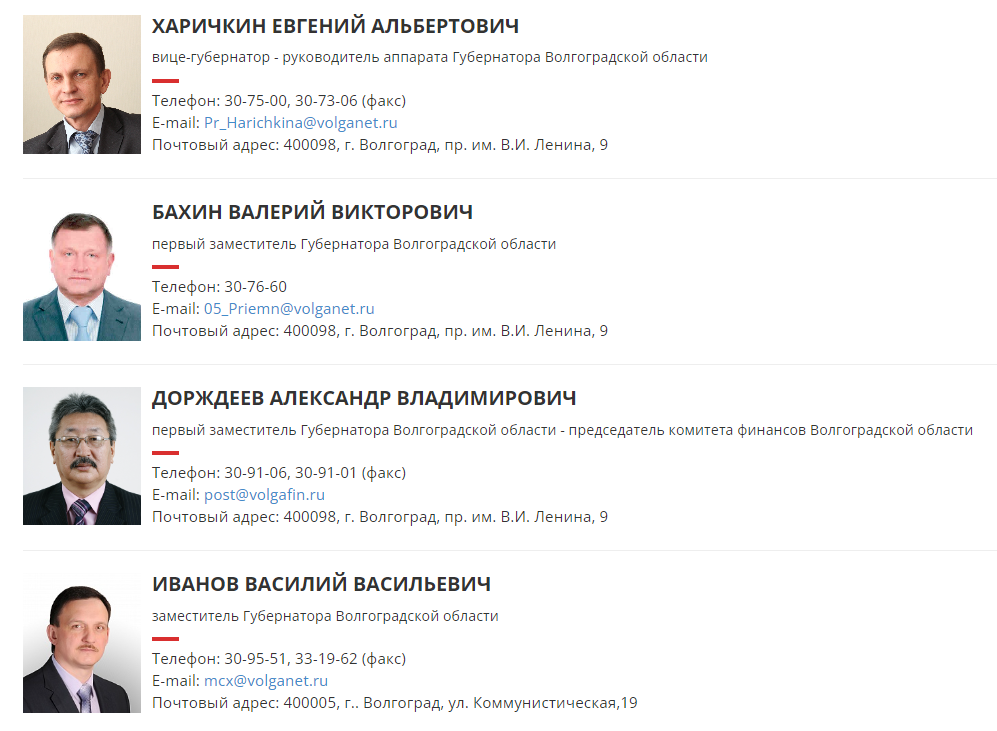 ХАРИЧКИН ЕВГЕНИЙ АЛЬБЕРТОВИЧ
вице-губернатор - руководитель аппарата Губернатора Волгоградской области
Телефон: 30-75-00, 30-73-06 (факс)
E-mail: Pr_Harichkina@volganet.ru
Почтовый адрес: 400098, г. Волгоград, пр. им. В.И. Ленина, 9
БАХИН ВАЛЕРИЙ ВИКТОРОВИЧ
первый заместитель Губернатора Волгоградской области
Телефон: 30-76-60
E-mail: 05_Priemn@volganet.ru
Почтовый адрес: 400098, г. Волгоград, пр. им. В.И. Ленина, 9
ДОРЖДЕЕВ АЛЕКСАНДР ВЛАДИМИРОВИЧ
первый заместитель Губернатора Волгоградской области - председатель комитета финансов Волгоградской области
Телефон: 30-91-06, 30-91-01 (факс)
E-mail: post@volgafin.ru
Почтовый адрес: 400098, г. Волгоград, пр. им. В.И. Ленина, 9
ИВАНОВ ВАСИЛИЙ ВАСИЛЬЕВИЧ
заместитель Губернатора Волгоградской области
Телефон: 30-95-51, 33-19-62 (факс)
E-mail: mcx@volganet.ru
Почтовый адрес: 400005, г.. Волгоград, ул. Коммунистическая,19